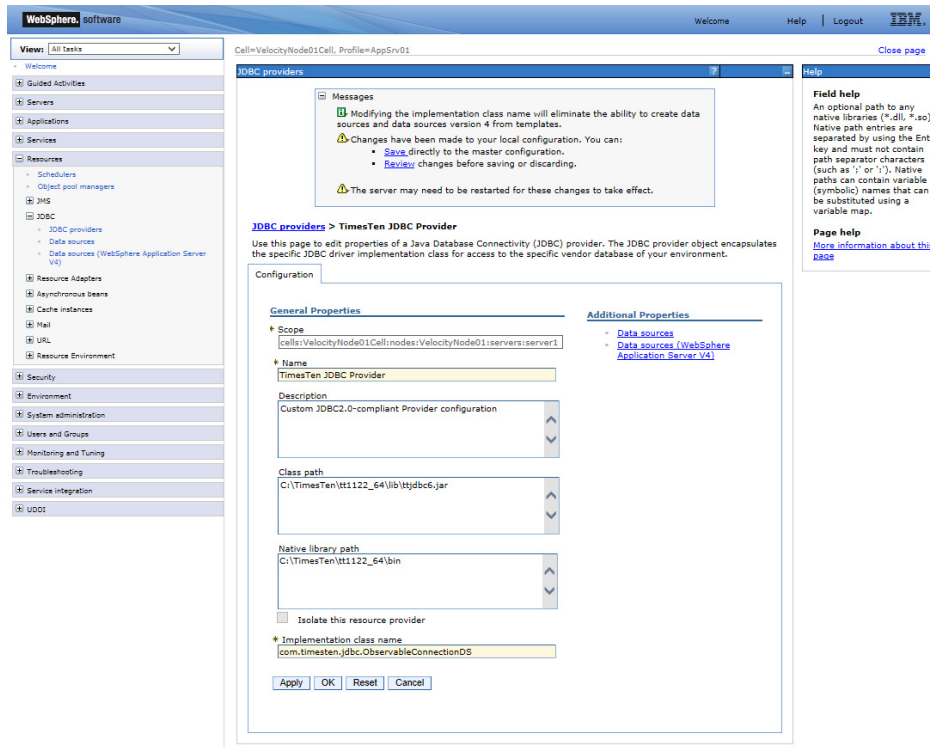 WebSphere. software
Welcome
Help | Logout
IBM.
View: All tasks
Cell=VelocityNode01Cell, Profile=AppSrv01
Close page
Welcome
Guided Activities
Servers
Applications
Services
Resources
Schedulers
Object pool managers
JMS
JDBC
JDBC providers
Data sources
Data sources (WebSphere Application Server
V4)
Resource Adapters
Asynchronous beans
Cache instances
Mail
URL
Resource Environment
Security
Environment
System administration
Users and Groups
Monitoring and Tuning
Troubleshooting
Service integration
UDDI
JDBC providers
?
Messages
Modifying the implementation class name will eliminate the ability to create data
sources and data sources version 4 from templates.
Changes have been made to your local configuration. You can:
Save directly to the master configuration.
Review changes before saving or discarding.
The server may need to be restarted for these changes to take effect.
JDBC providers > TimesTen JDBC Provider
Use this page to edit properties of a Java Database Connectivity (JDBC) provider. The JDBC provider object encapsulates
the specific JDBC driver implementation class for access to the specific vendor database of your environment.
Configuration
General Properties
* Scope
cells:VelocityNode01Cell:nodes:VelocityNode01:servers:server1
* Name
TimesTen JDBC Provider
Description
Custom JDBC2.0-compliant Provider configuration
Class path
C:\TimesTen\tt1122_64\lib\ttjdbc6.jar
Native library path
C:\TimesTen\tt1122_64\bin
Isolate this resource provider
* Implementation class name
com.timesten.jdbc.ObservableConnectionDS
Apply OK Reset Cancel
Additional Properties
Data sources
Data sources (WebSphere
Application Server V4)
Help
Field help
An optional path to any
native libraries (*.dll, *.so)
Native path entries are
separated by using the Ent
key and must not contain
path separator characters
(such as ';' or ':'). Native
paths can contain variable
(symbolic) names that can
be substituted using a
variable map.
Page help
More information about this
page